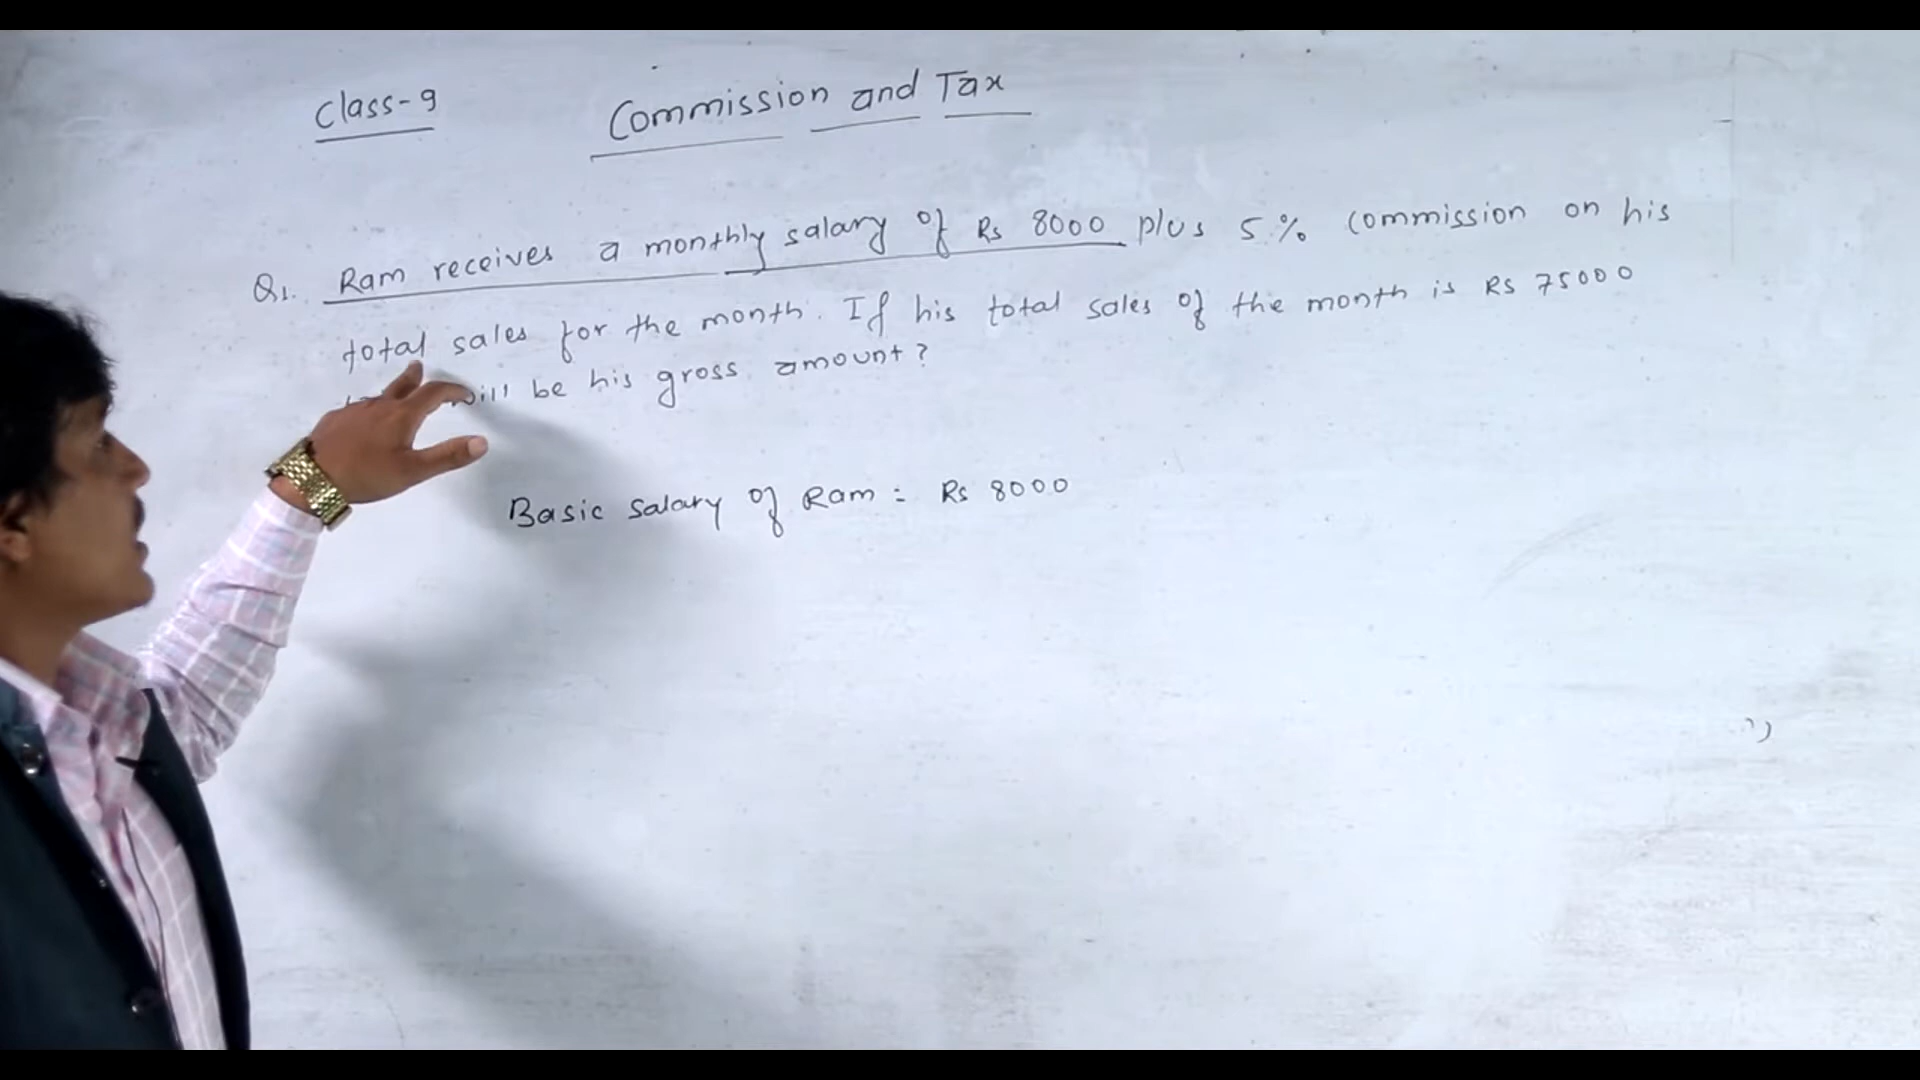 Class-9
Commission and Tax
Q1. Ram receives a monthly salary of Rs 8000 plus 5% commission on his
total sales for the month. If his total sales of the month is Rs 75000
will be his gross amount?
Basic salary of Ram = Rs 8000